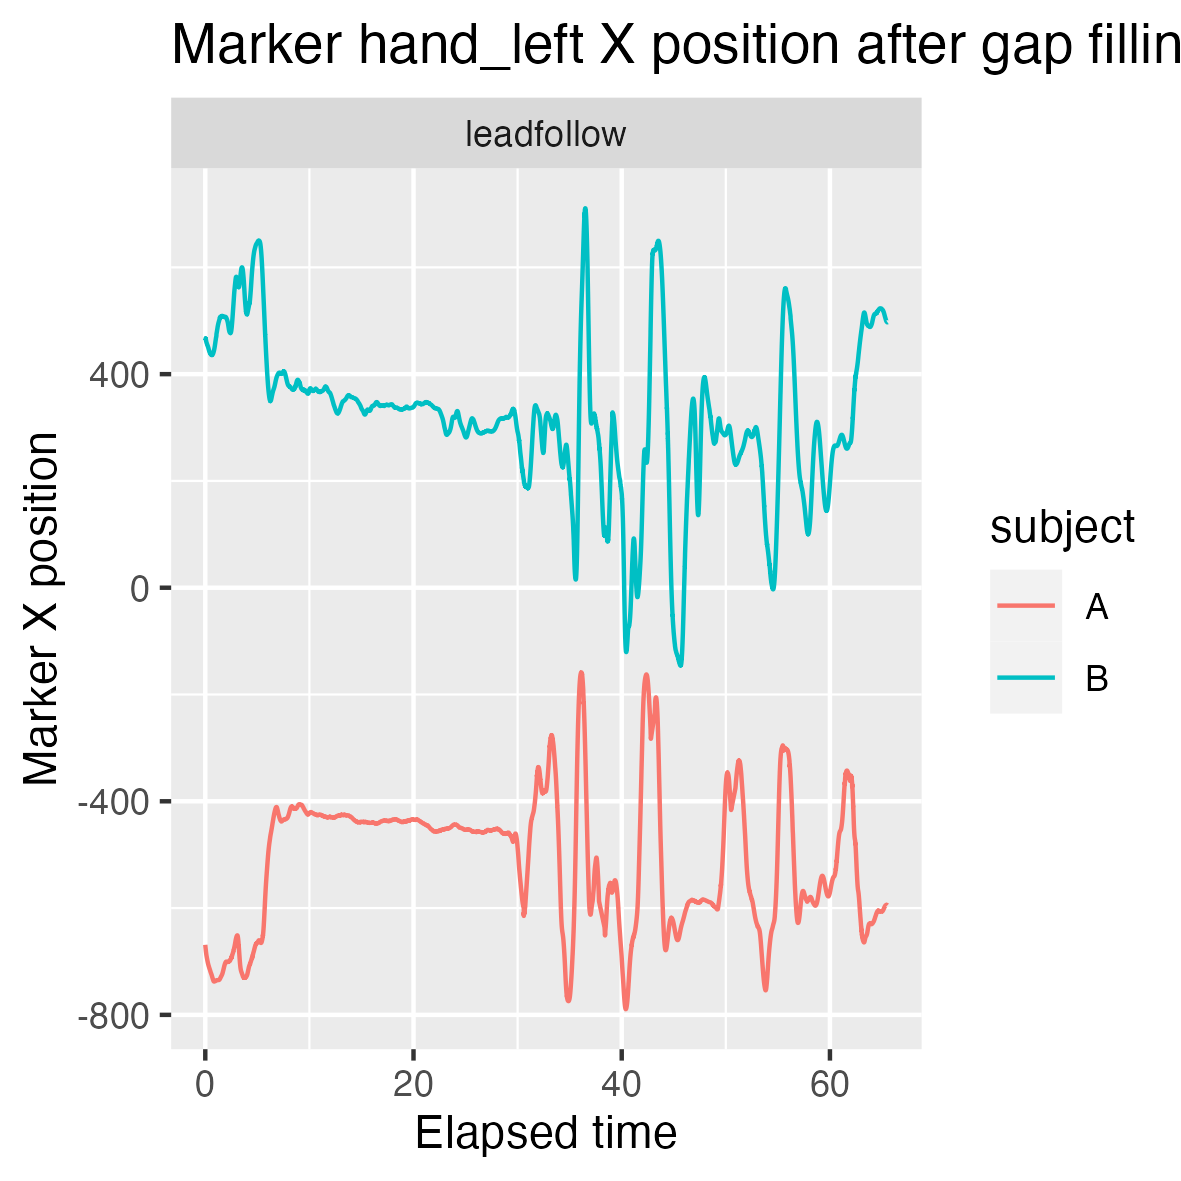 Marker hand_left X position after gap fillin
leadfollow
Marker X position
400
0
-400
-800
0 20 40 60
Elapsed time
subject
A
B